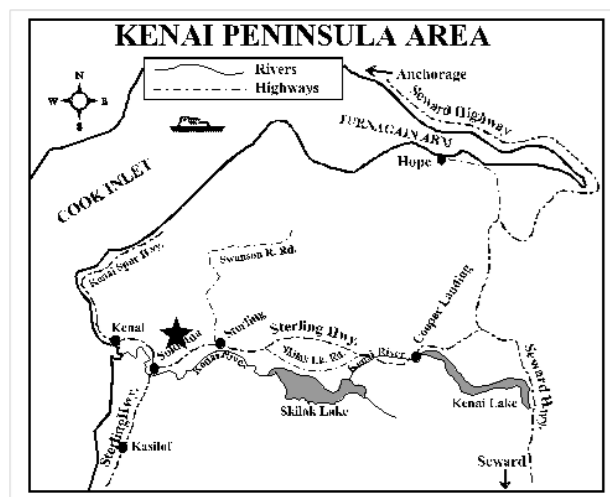 KENAI PENINSULA AREA
Rivers
Highways
N
W E
S
Anchorage
Seward Highway
TURNAGAIN ARM
Hope
COOK INLET
Kenai Spur Hwy.
Swanson R. Rd.
Kenai
Soldotna
Sterling
Sterling Hwy.
Cooper Landing
Kenai River
Kenai River
Skilak Lake
Kenai Lake
Seward Hwy.
Sterling Hwy.
Kasilof
Seward